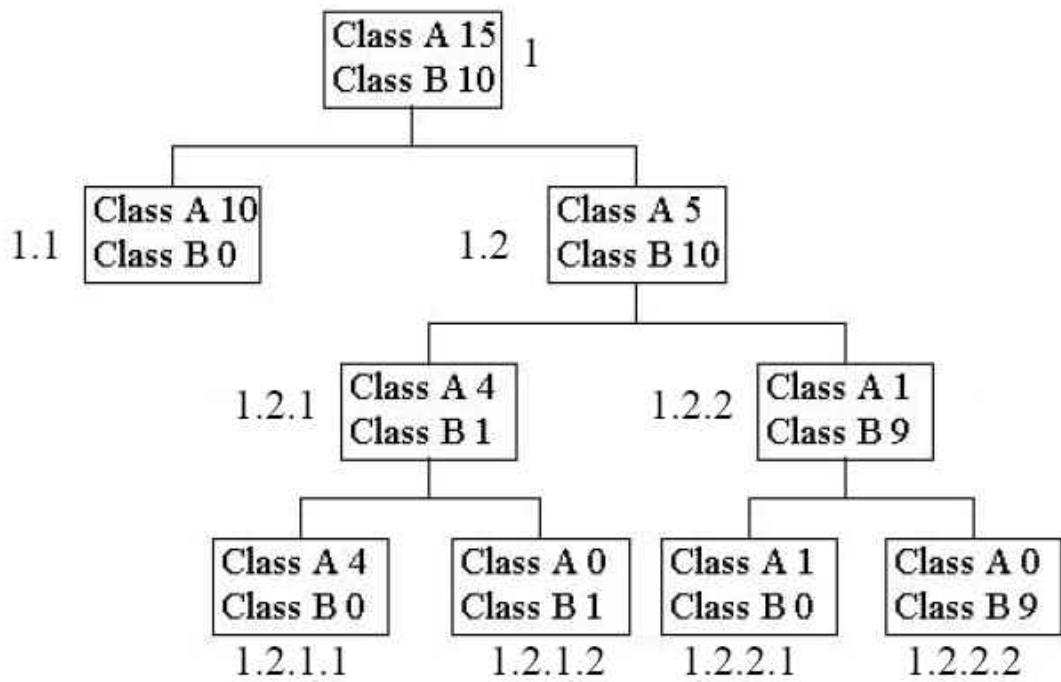 Class A 15
Class B 10
1
1.1
Class A 10
Class B 0
1.2
Class A 5
Class B 10
1.2.1
Class A 4
Class B 1
1.2.2
Class A 1
Class B 9
Class A 4
Class B 0
1.2.1.1
Class A 0
Class B 1
1.2.1.2
Class A 1
Class B 0
1.2.2.1
Class A 0
Class B 9
1.2.2.2